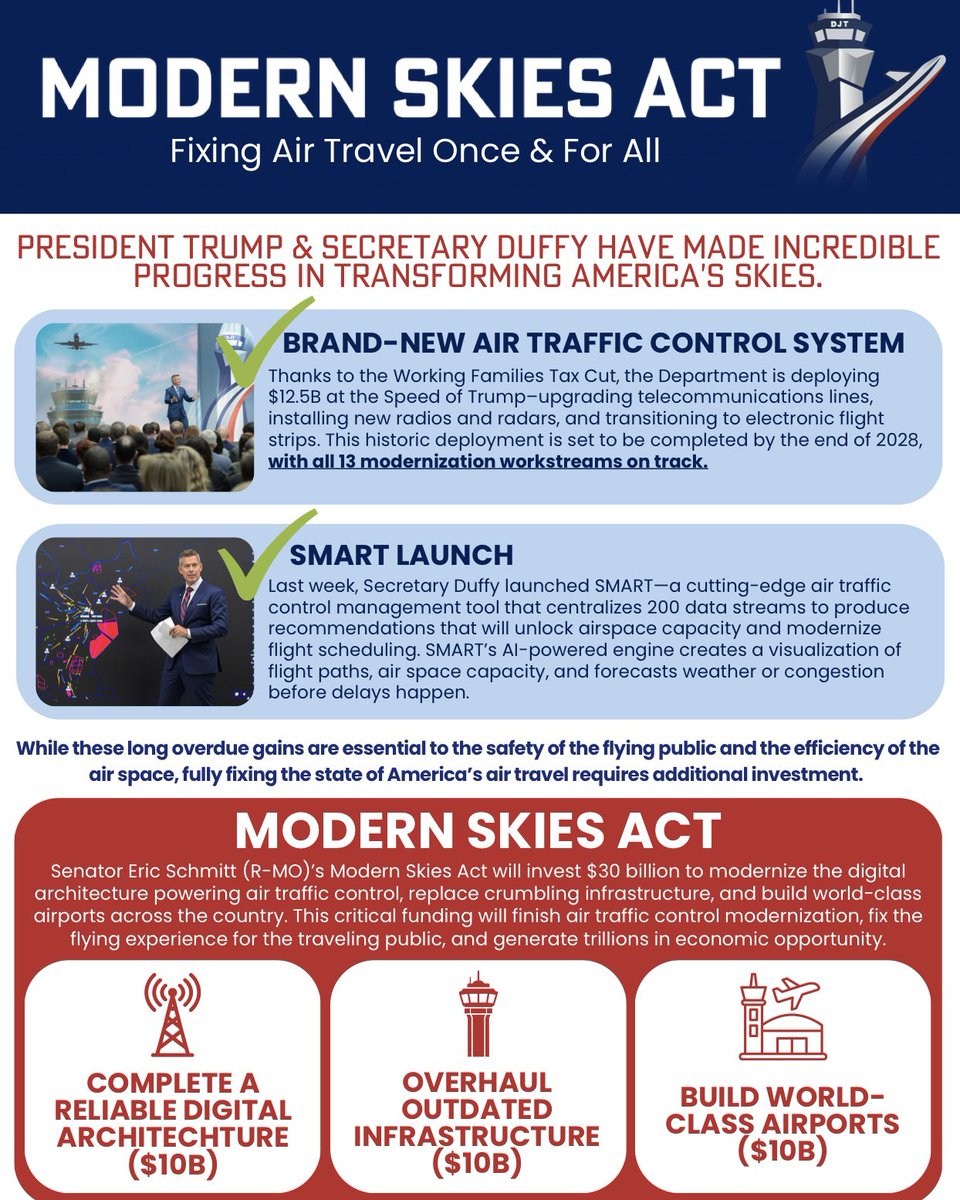 DJT
MODERN SKIES ACT
Fixing Air Travel Once & For All
PRESIDENT TRUMP & SECRETARY DUFFY HAVE MADE INCREDIBLE
PROGRESS IN TRANSFORMING AMERICA'S SKIES.
BRAND-NEW AIR TRAFFIC CONTROL SYSTEM
Thanks to the Working Families Tax Cut, the Department is deploying
$12.5B at the Speed of Trump–upgrading telecommunications lines,
installing new radios and radars, and transitioning to electronic flight
strips. This historic deployment is set to be completed by the end of 2028,
with all 13 modernization workstreams on track.
SMART LAUNCH
Last week, Secretary Duffy launched SMART—a cutting-edge air traffic
control management tool that centralizes 200 data streams to produce
recommendations that will unlock airspace capacity and modernize
flight scheduling. SMART's AI-powered engine creates a visualization of
flight paths, air space capacity, and forecasts weather or congestion
before delays happen.
While these long overdue gains are essential to the safety of the flying public and the efficiency of the
air space, fully fixing the state of America's air travel requires additional investment.
MODERN SKIES ACT
Senator Eric Schmitt (R-MO)'s Modern Skies Act will invest $30 billion to modernize the digital
architecture powering air traffic control, replace crumbling infrastructure, and build world-class
airports across the country. This critical funding will finish air traffic control modernization, fix the
flying experience for the traveling public, and generate trillions in economic opportunity.
COMPLETE A
RELIABLE DIGITAL
ARCHITECHTURE
($10B)
OVERHAUL
OUTDATED
INFRASTRUCTURE
($10B)
BUILD WORLD-
CLASS AIRPORTS
($10B)